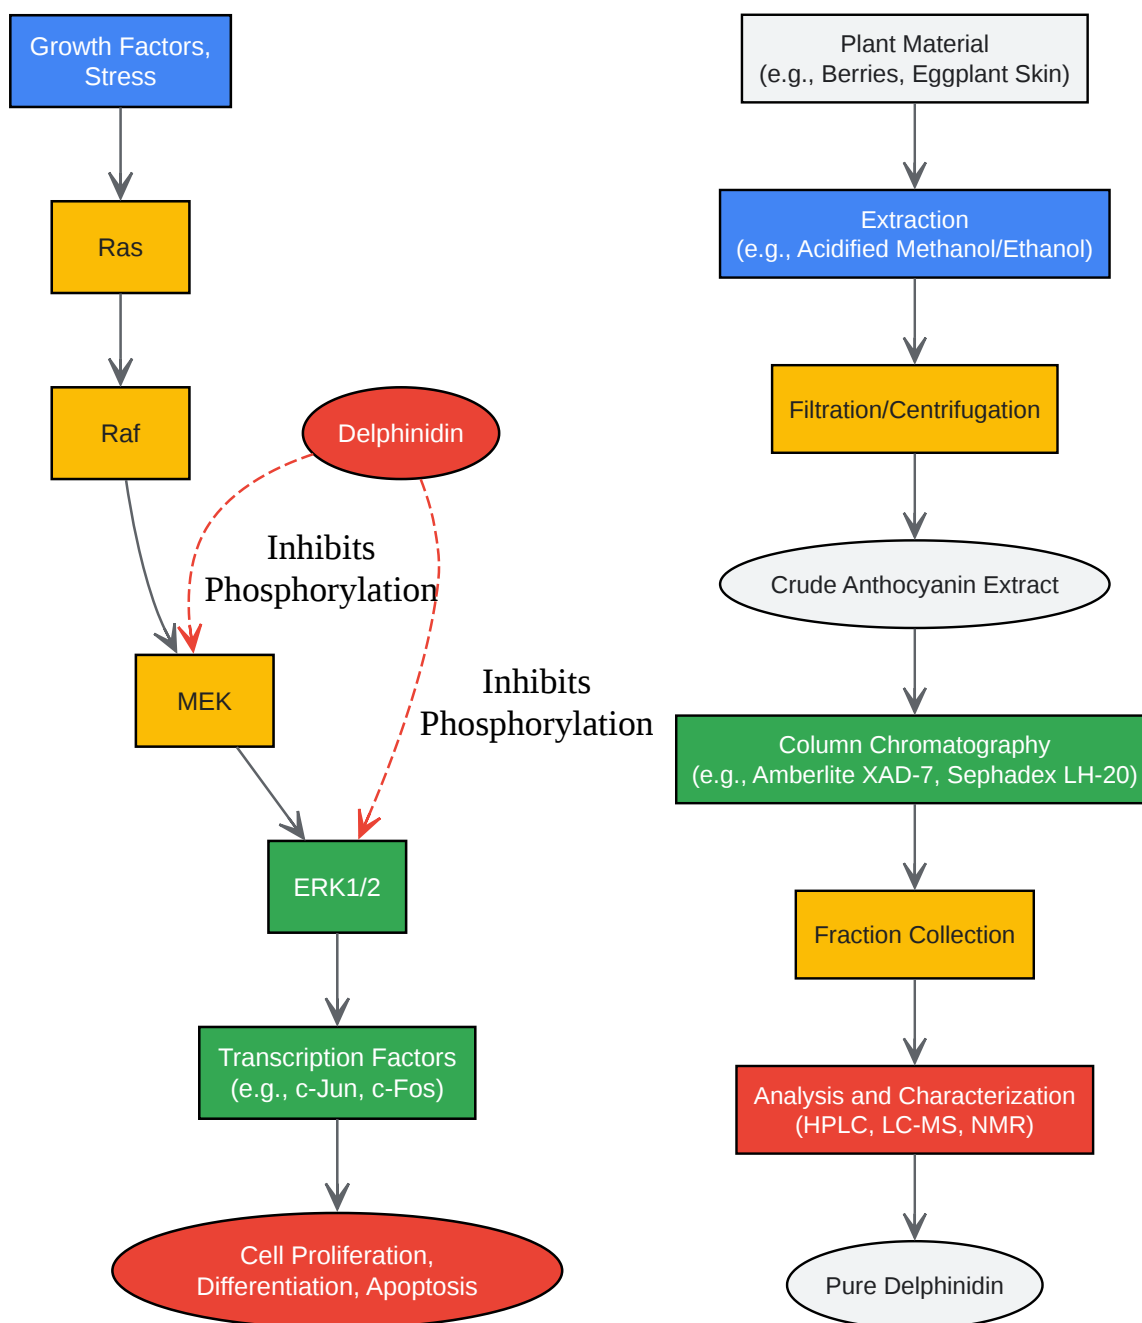 Growth Factors,
Stress
Ras
Raf
Delphinidin
Inhibits
Phosphorylation
MEK
Inhibits
Phosphorylation
ERK1/2
Transcription Factors
(e.g., c-Jun, c-Fos)
Cell Proliferation,
Differentiation, Apoptosis
Plant Material
(e.g., Berries, Eggplant Skin)
Extraction
(e.g., Acidified Methanol/Ethanol)
Filtration/Centrifugation
Crude Anthocyanin Extract
Column Chromatography
(e.g., Amberlite XAD-7, Sephadex LH-20)
Fraction Collection
Analysis and Characterization
(HPLC, LC-MS, NMR)
Pure Delphinidin